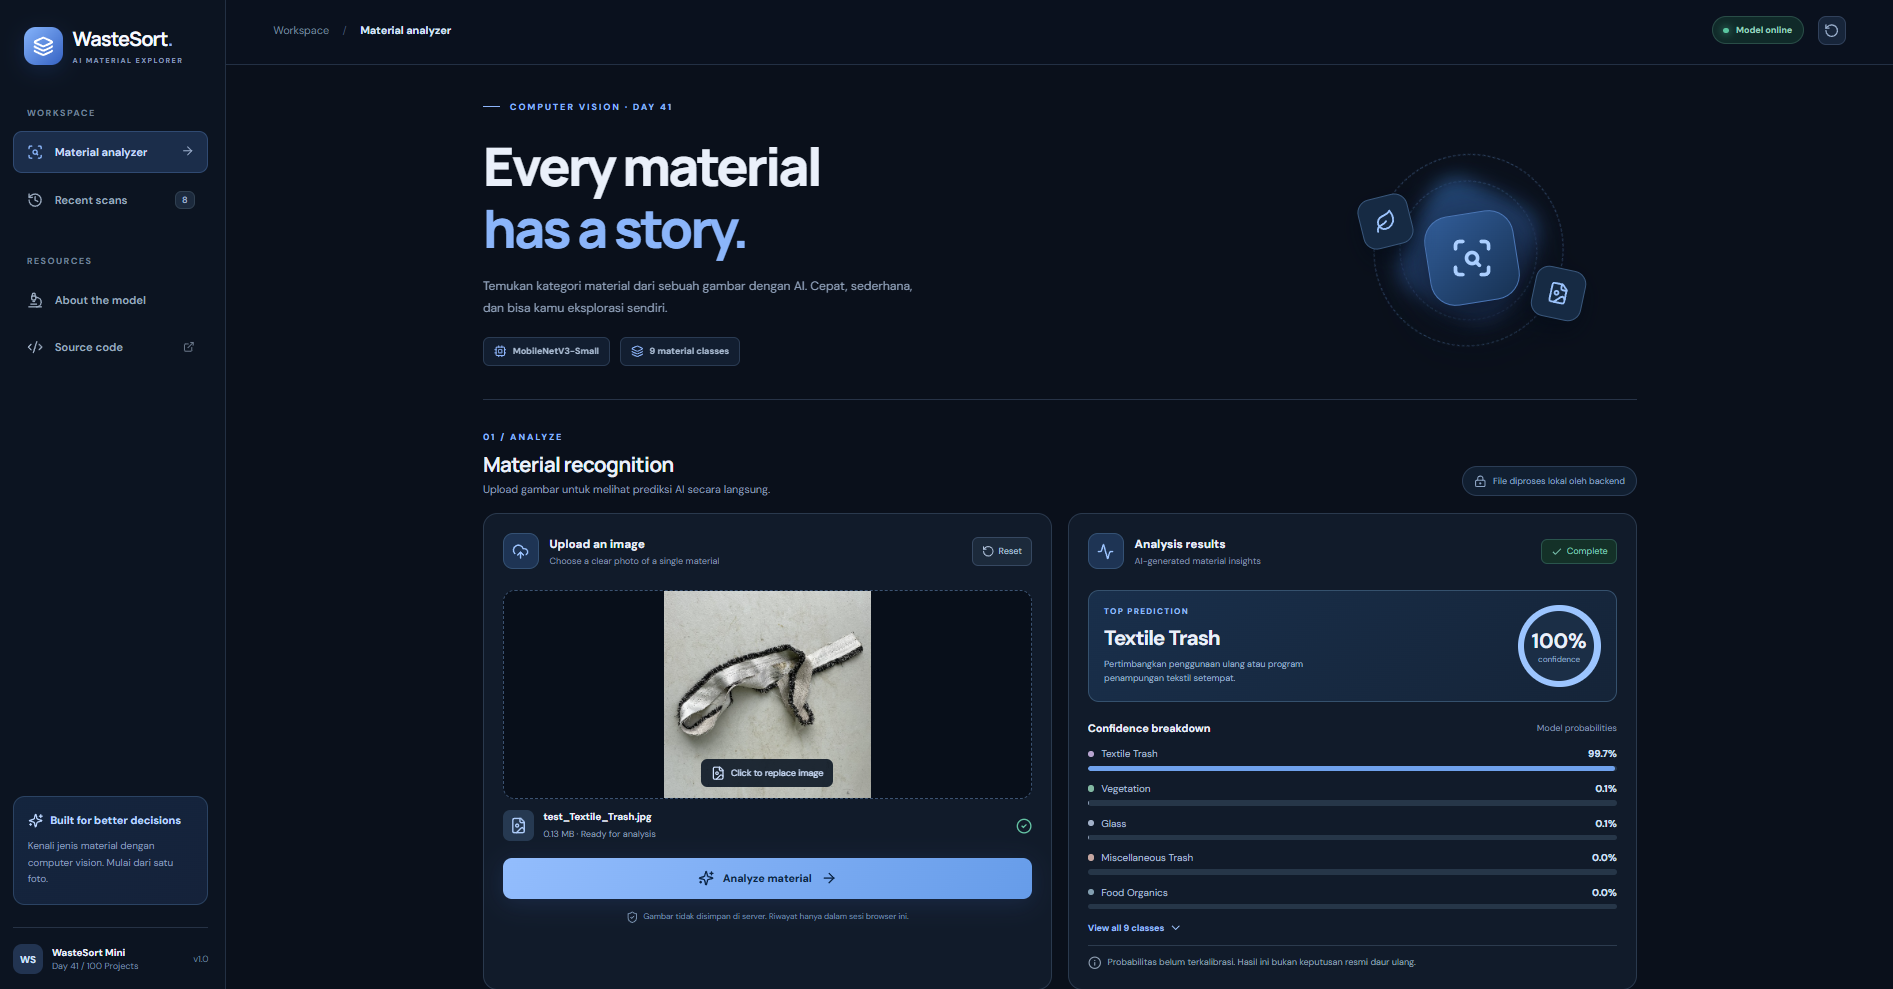 WasteSort.
AI MATERIAL EXPLORER
WORKSPACE
Material analyzer
Recent scans
8
RESOURCES
About the model
Source code
Built for better decisions
Kenali jenis material dengan
computer vision. Mulai dari satu
foto.
WS
WasteSort Mini
Day 41 / 100 Projects
v1.0
Workspace / Material analyzer
Model online
COMPUTER VISION · DAY 41
Every material
has a story.
Temukan kategori material dari sebuah gambar dengan AI. Cepat, sederhana,
dan bisa kamu eksplorasi sendiri.
MobileNetV3-Small
9 material classes
01 / ANALYZE
Material recognition
Upload gambar untuk melihat prediksi AI secara langsung.
File diproses lokal oleh backend
Upload an image
Choose a clear photo of a single material
Reset
Click to replace image
test_Textile_Trash.jpg
0.13 MB · Ready for analysis
Analyze material
Gambar tidak disimpan di server. Riwayat hanya dalam sesi browser ini.
Analysis results
AI-generated material insights
Complete
TOP PREDICTION
Textile Trash
Pertimbangkan penggunaan ulang atau program
penampungan tekstil setempat.
100%
confidence
Confidence breakdown
Model probabilities
Textile Trash
99.7%
Vegetation
0.1%
Glass
0.1%
Miscellaneous Trash
0.0%
Food Organics
0.0%
View all 9 classes
Probabilitas belum terkalibrasi. Hasil ini bukan keputusan resmi daur ulang.